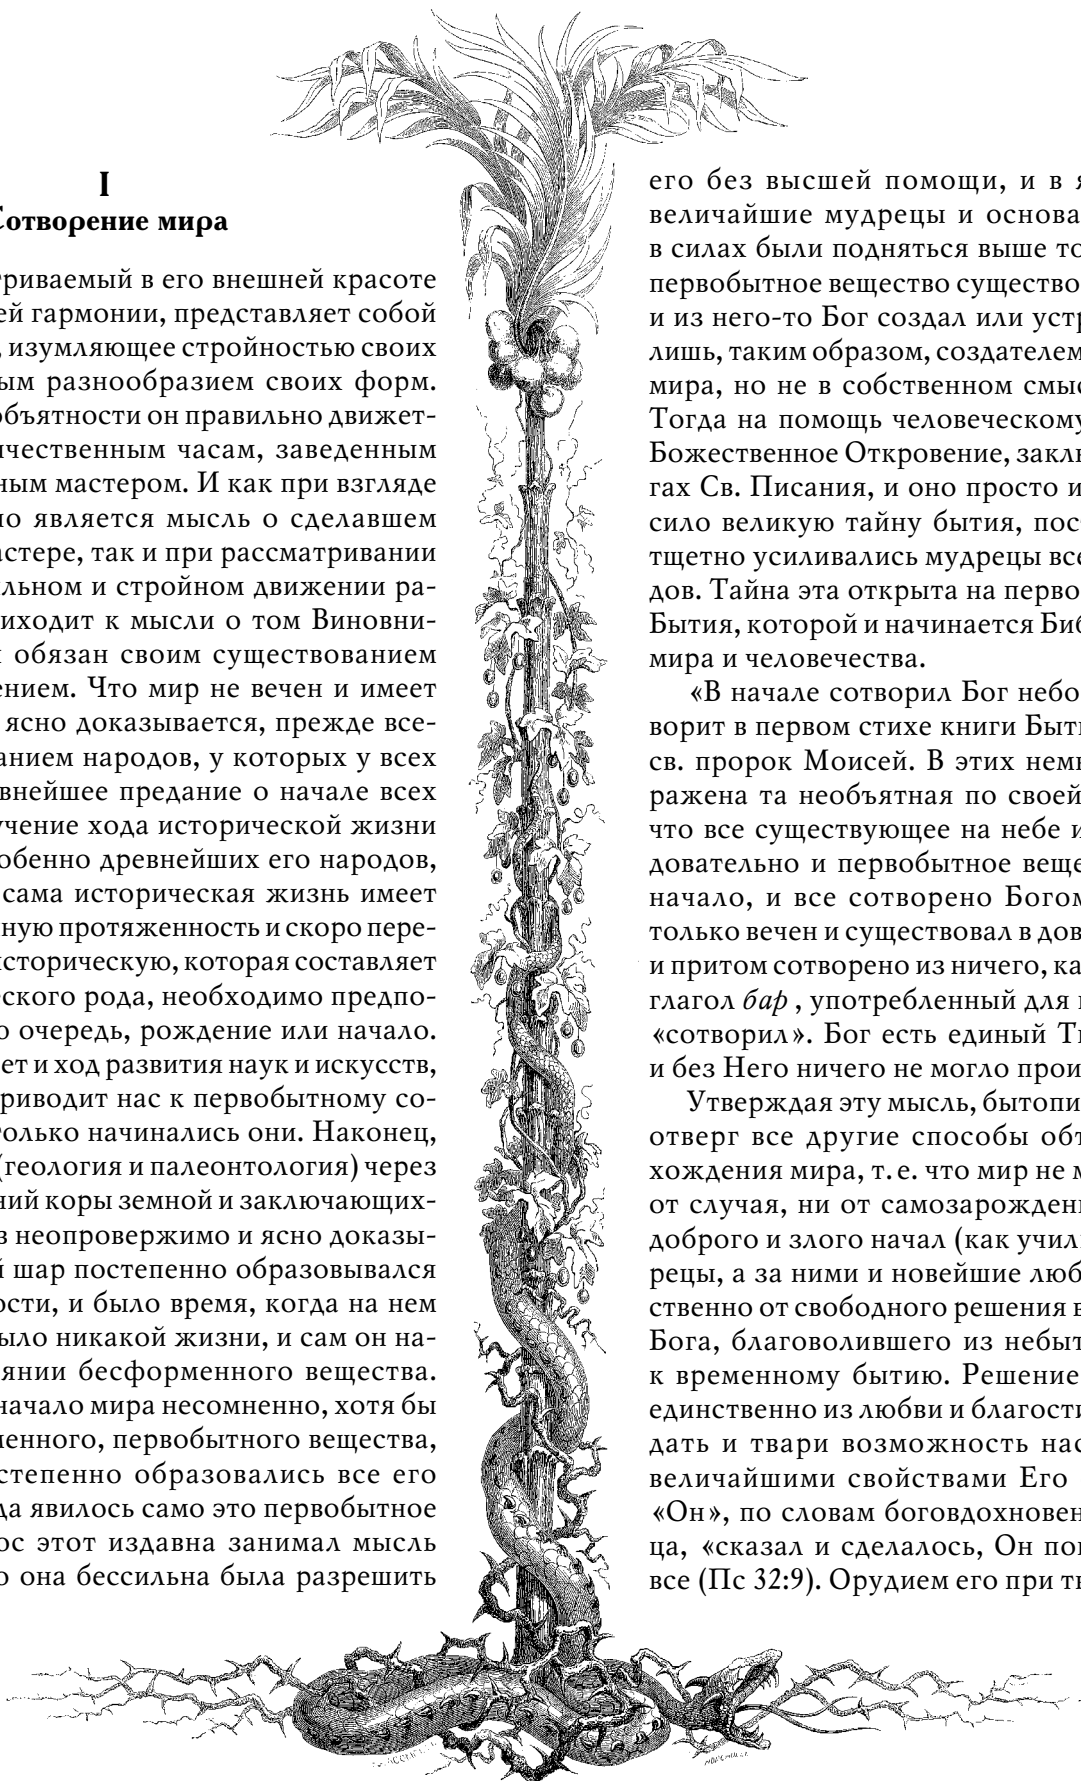 I
Сотворение мира
риваемый в его внешней красоте
ей гармонии, представляет собой
, изумляющее стройностью своих
ым разнообразием своих форм.
объятности он правильно движет-
ичественным часам, заведенным
ным мастером. И как при взгляде
но является мысль о сделавшем
астере, так и при рассматривании
льном и стройном движении ра-
иходит к мысли о том Виновни-
й обязан своим существованием
ением. Что мир не вечен и имеет
ясно доказывается, прежде все-
анием народов, у которых у всех
внейшее предание о начале всех
учение хода исторической жизни
обенно древнейших его народов,
сама историческая жизнь имеет
ную протяженность и скоро пере-
историческую, которая составляет
еского рода, необходимо предпо-
ю очередь, рождение или начало.
ет и ход развития наук и искусств,
риводит нас к первобытному со-
только начинались они. Наконец,
(геология и палеонтология) через
ний коры земной и заключающих-
в неопровержимо и ясно доказы-
й шар постепенно образовывался
ости, и было время, когда на нем
ыло никакой жизни, и сам он на-
янии бесформенного вещества.
начало мира несомненно, хотя бы
менного, первобытного вещества,
степенно образовались все его
да явилось само это первобытное
ос этот издавна занимал мысль
о она бессильна была разрешить
его без высшей помощи, и в я
величайшие мудрецы и основа
в силах были подняться выше то
первобытное вещество существо
и из него-то Бог создал или устр
лишь, таким образом, создателем
мира, но не в собственном смыс
Тогда на помощь человеческому
Божественное Откровение, заклю
гах Св. Писания, и оно просто и
сило великую тайну бытия, пост
тщетно усиливались мудрецы все
дов. Тайна эта открыта на перво
Бытия, которой и начинается Биб
мира и человечества.
«В начале сотворил Бог небо
ворит в первом стихе книги Быти
св. пророк Моисей. В этих немн
ражена та необъятная по своей
что все существующее на небе и
довательно и первобытное веще
начало, и все сотворено Богом
только вечен и существовал в дов
и притом сотворено из ничего, ка
глагол бар , употребленный для
«сотворил». Бог есть единый Тв
и без Него ничего не могло прои
Утверждая эту мысль, бытопи
отверг все другие способы объ
хождения мира, т. е. что мир не м
от случая, ни от самозарождени
доброго и злого начал (как учил
рецы, а за ними и новейшие люб
ственно от свободного решения в
Бога, благоволившего из небыт
к временному бытию. Решение
единственно из любви и благости
дать и твари возможность нас
величайшими свойствами Его
«Он», по словам боговдохновен
ца, «сказал и сделалось, Он пов
все (Пс 32:9). Орудием его при тв